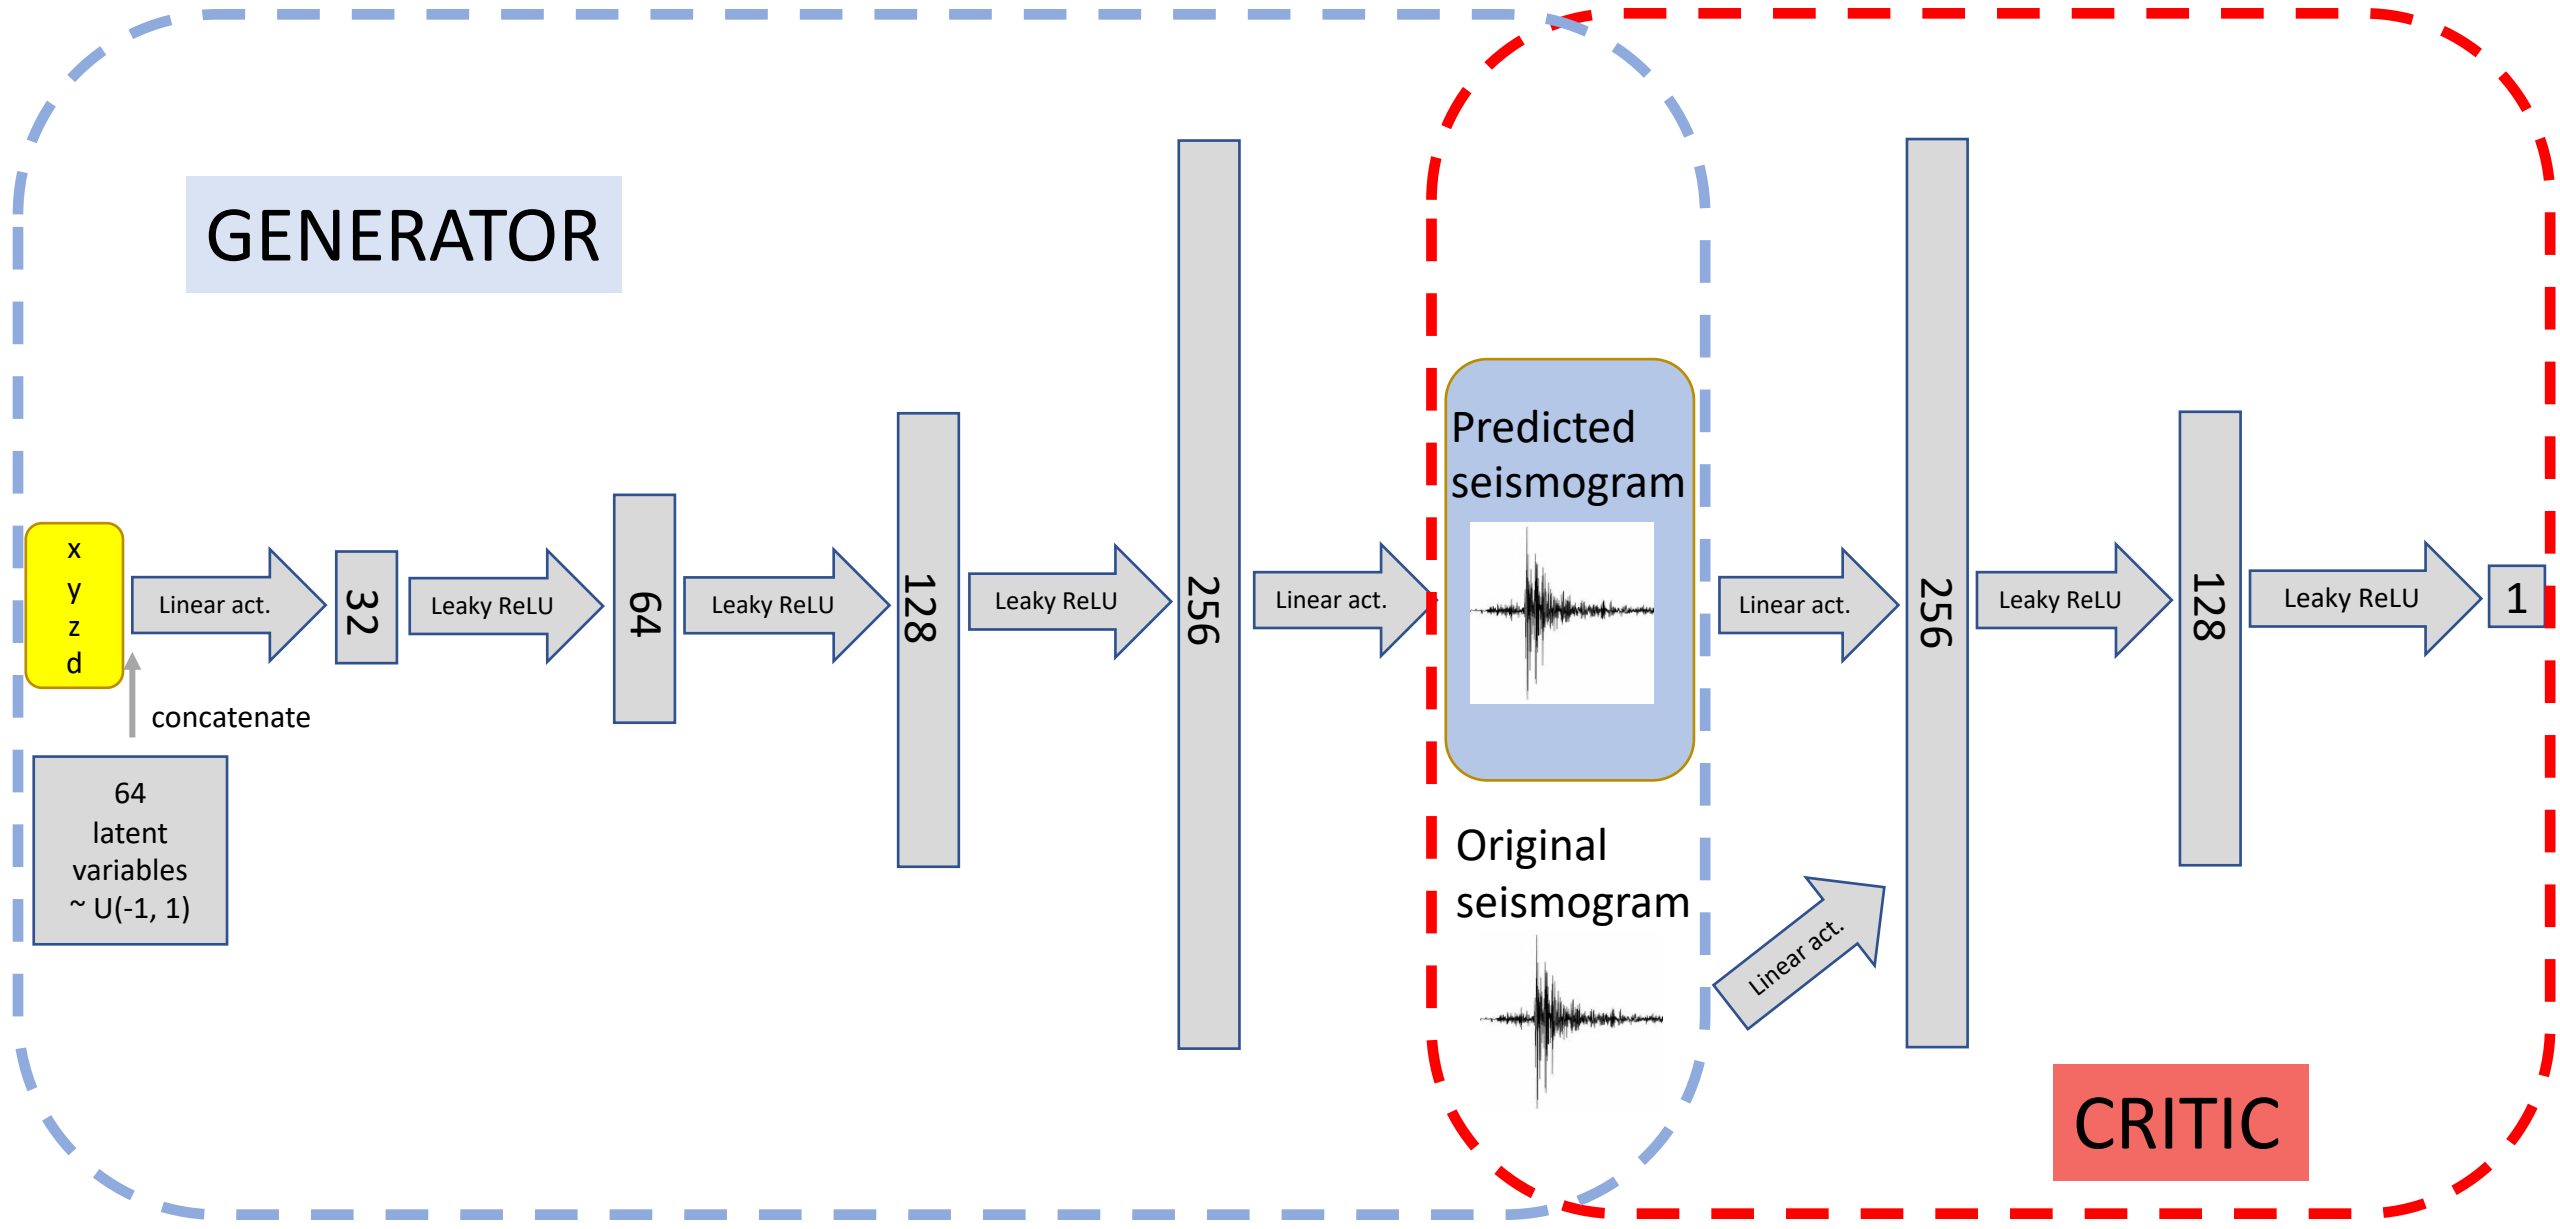 GENERATOR
x
y
z
d
concatenate
64
latent
variables
~ U(-1, 1)
Linear act.
32
Leaky ReLU
64
Leaky ReLU
128
Leaky ReLU
256
Linear act.
Predicted
seismogram
Original
seismogram
Linear act.
Linear act.
256
Leaky ReLU
128
Leaky ReLU
1
CRITIC